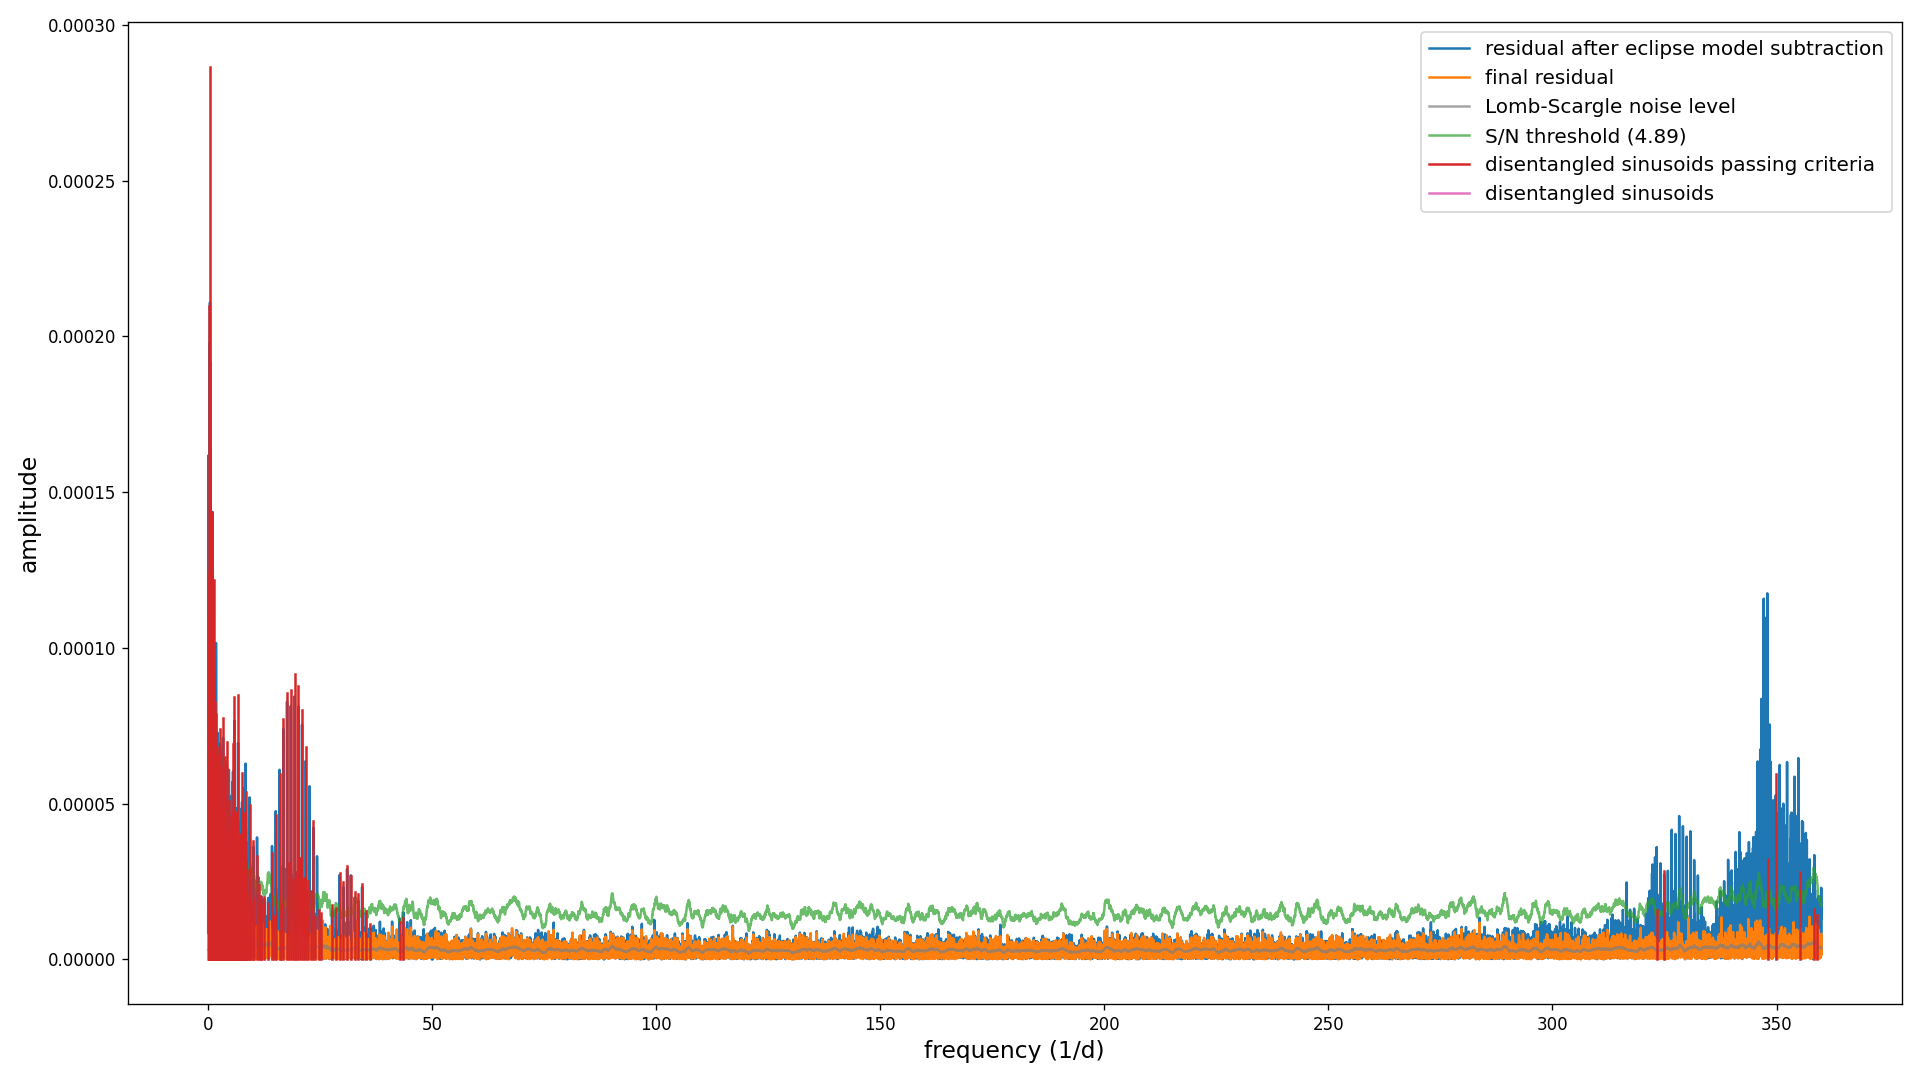 0.00030
0.00025
0.00020
0.00015
0.00010
0.00005
0.00000
amplitude
residual after eclipse model subtraction
final residual
Lomb-Scargle noise level
S/N threshold (4.89)
disentangled sinusoids passing criteria
disentangled sinusoids
0 50 100 150 200 250 300 350
frequency (1/d)